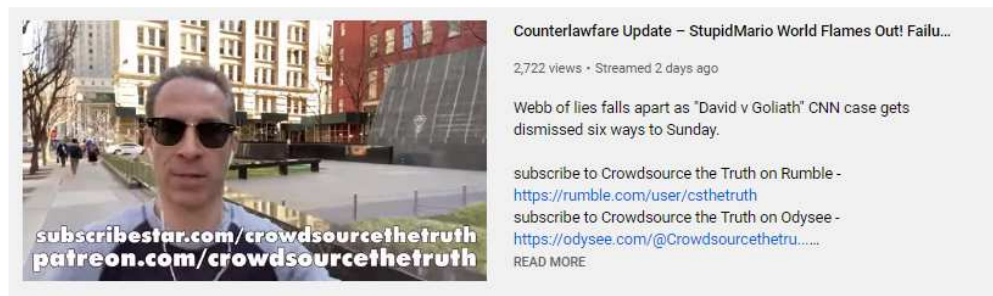 subscribestar.com/crowdsourcethetruth
patreon.com/crowdsourcethetruth
Counterlawfare Update – StupidMario World Flames Out! Failu...
2,722 views • Streamed 2 days ago
Webb of lies falls apart as "David v Goliath" CNN case gets
dismissed six ways to Sunday.
subscribe to Crowdsource the Truth on Rumble -
https://rumble.com/user/csthetruth
subscribe to Crowdsource the Truth on Odysee -
https://odysee.com/@Crowdsourcethetru......
READ MORE